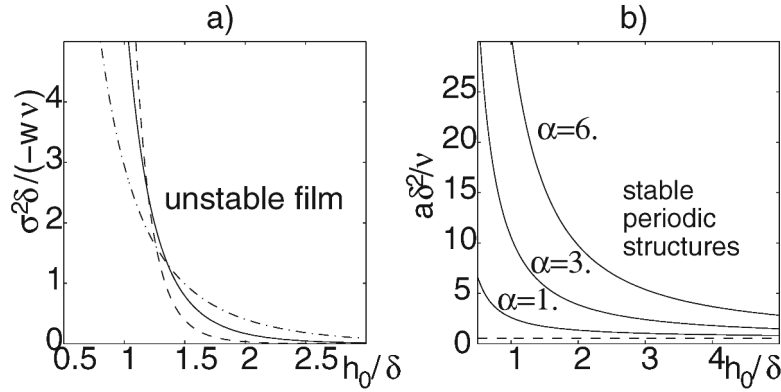 a)
σ²δ/(-wν)
4
3
2
1
0
unstable film
0.5
1
1.5
2
2.5
h₀/δ
b)
aδ²/ν
25
20
15
10
5
0
α=6.
α=3.
α=1.
stable
periodic
structures
1
2
3
4
h₀/δ